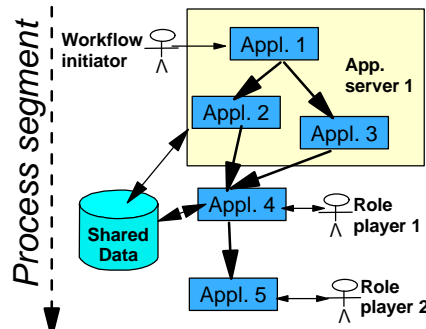 Process segment
Workflow
initiator
Appl. 1
App.
server 1
Appl. 2
Appl. 3
Shared
Data
Appl. 4
Role
player 1
Appl. 5
Role
player 2